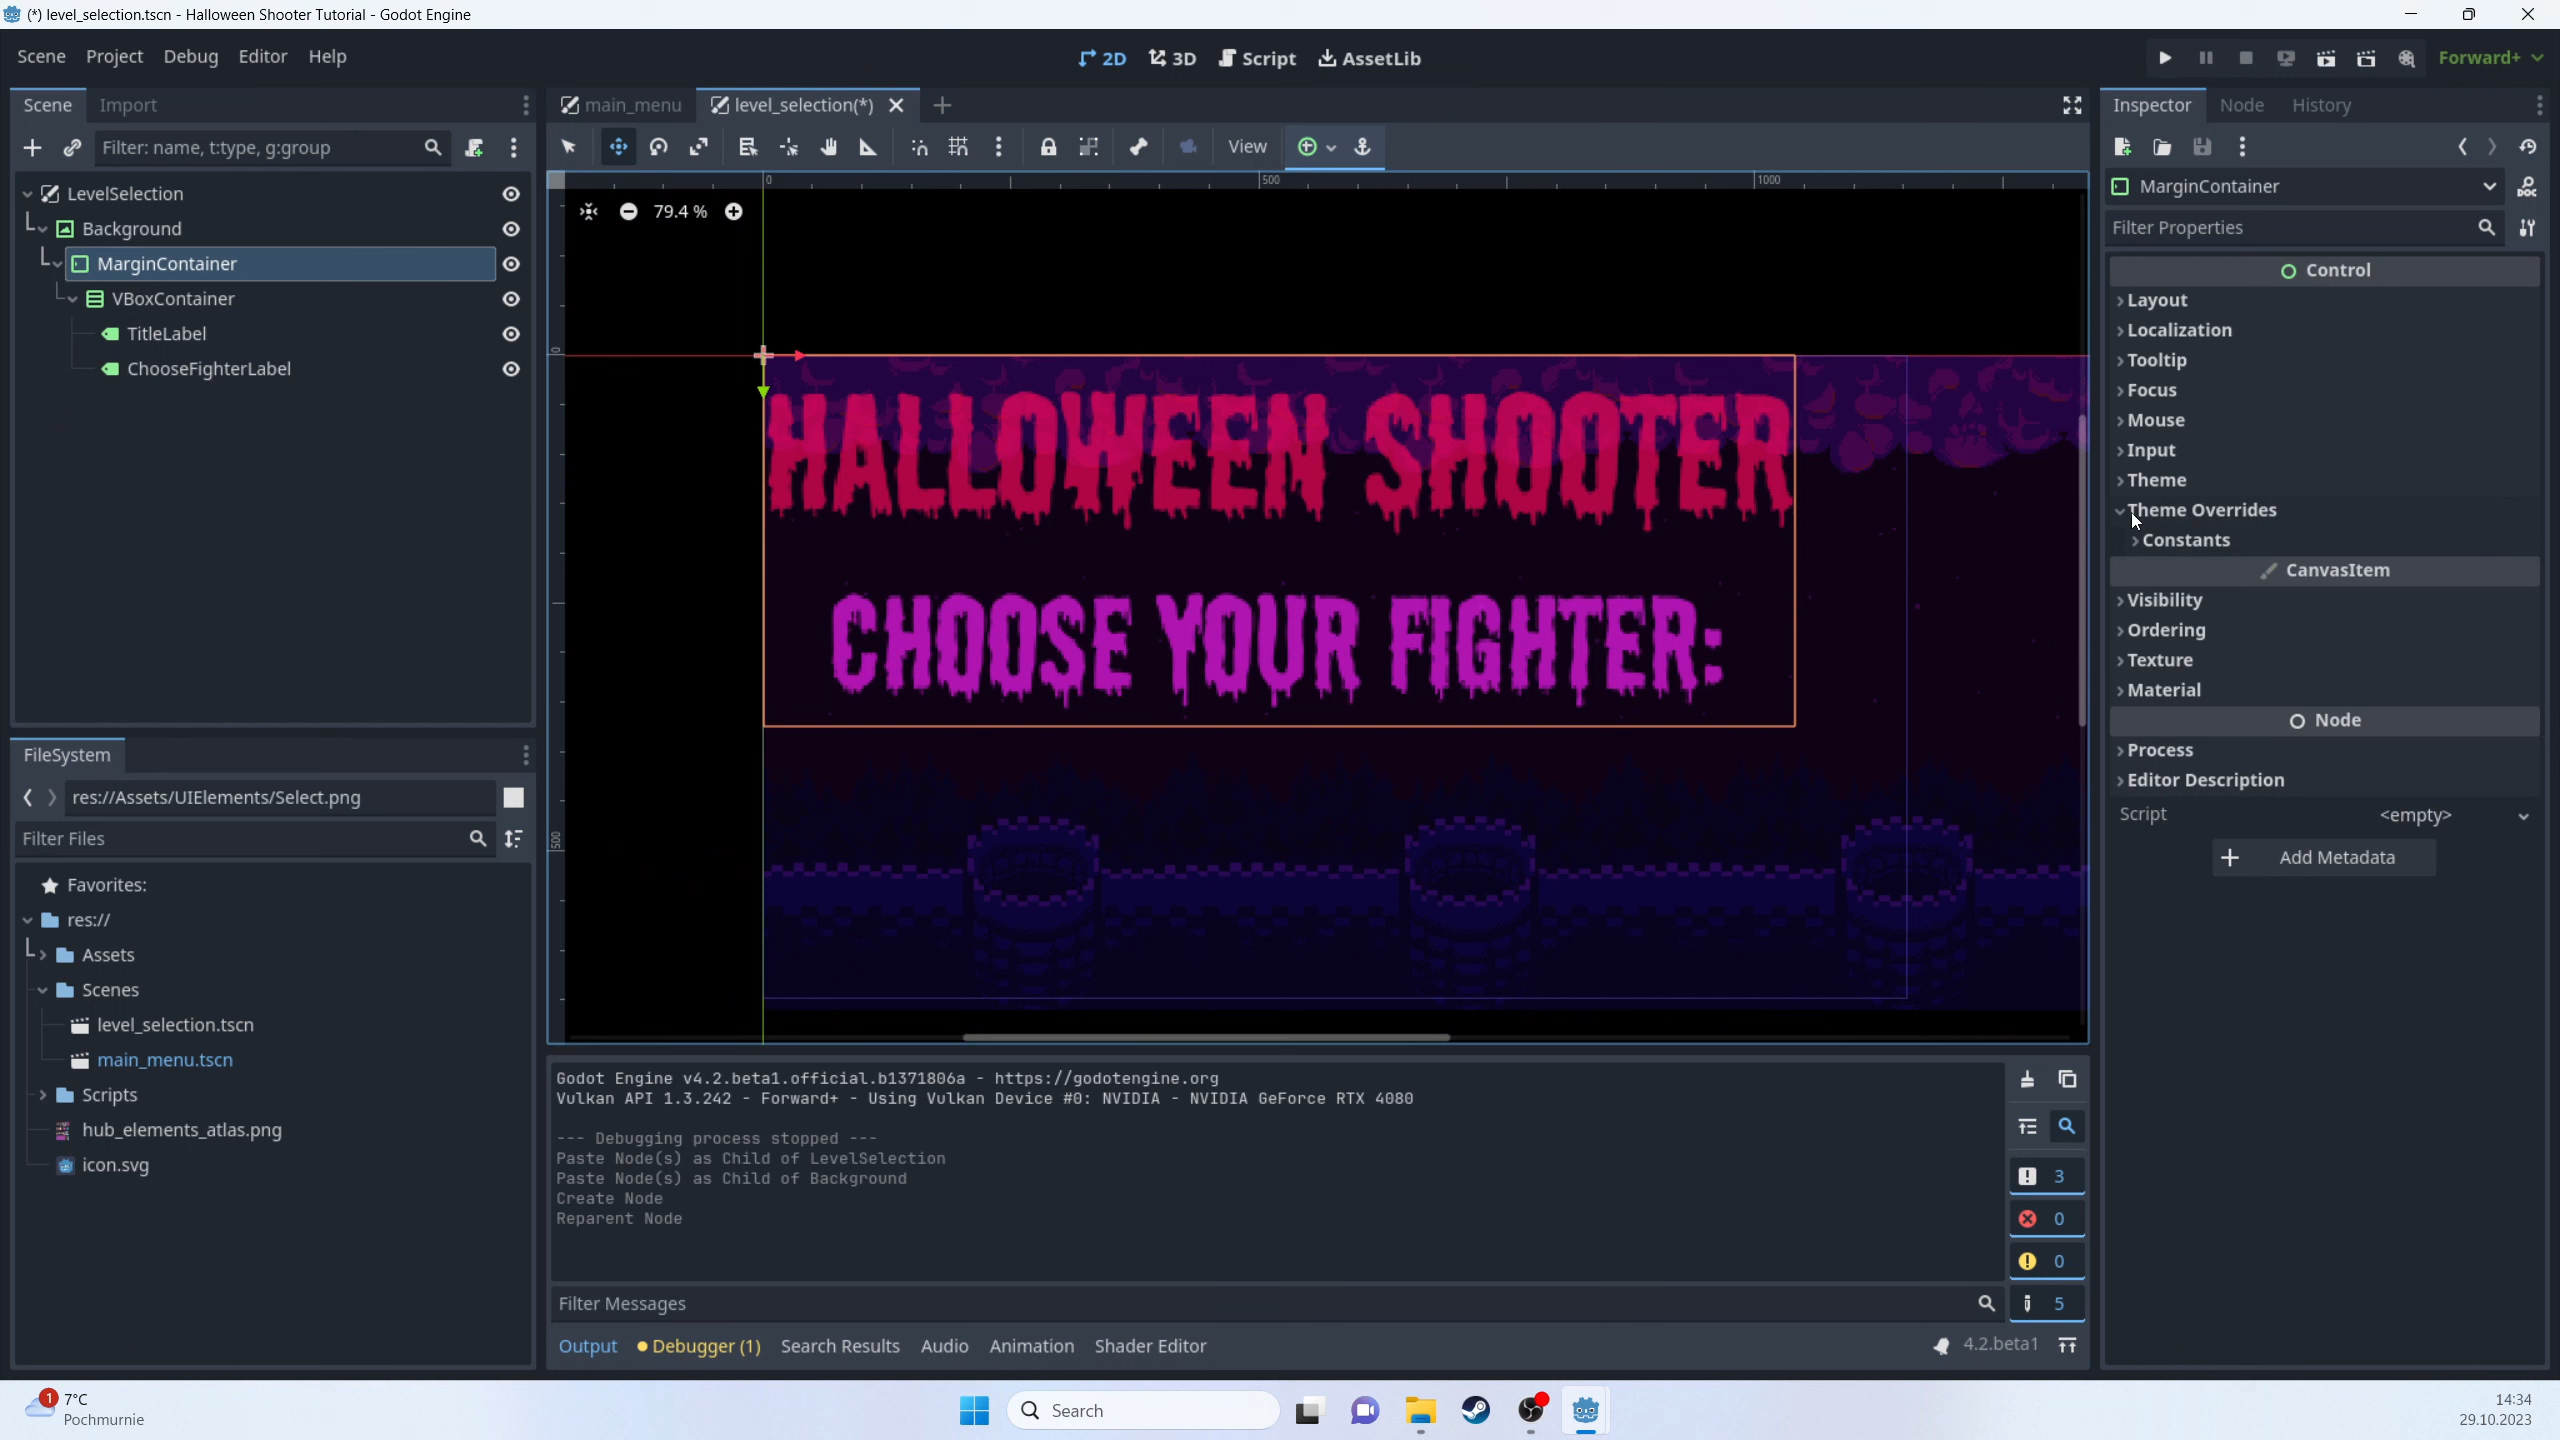 (*) level_selection.tscn - Halloween Shooter Tutorial - Godot Engine
Scene Project Debug Editor Help
2D 3D Script AssetLib
Forward+
Scene Import
main_menu level_selection(*)
Inspector Node History
Filter: name, t:type, g:group
View
LevelSelection
Background
MarginContainer
VBoxContainer
TitleLabel
ChooseFighterLabel
0 500 1000
79.4 %
0
500
HALLOWEEN SHOOTER
CHOOSE YOUR FIGHTER:
MarginContainer
Filter Properties
Control
Layout
Localization
Tooltip
Focus
Mouse
Input
Theme
Theme Overrides
Constants
CanvasItem
Visibility
Ordering
Texture
Material
Node
Process
Editor Description
Script <empty>
Add Metadata
FileSystem
res://Assets/UIElements/Select.png
Filter Files
Favorites:
res://
Assets
Scenes
level_selection.tscn
main_menu.tscn
Scripts
hub_elements_atlas.png
icon.svg
Godot Engine v4.2.beta1.official.b1371806a - https://godotengine.org
Vulkan API 1.3.242 - Forward+ - Using Vulkan Device #0: NVIDIA - NVIDIA GeForce RTX 4080
--- Debugging process stopped ---
Paste Node(s) as Child of LevelSelection
Paste Node(s) as Child of Background
Create Node
Reparent Node
3
0
0
5
Filter Messages
Output Debugger (1) Search Results Audio Animation Shader Editor
4.2.beta1
1
7°C
Pochmurnie
Search
14:34
29.10.2023